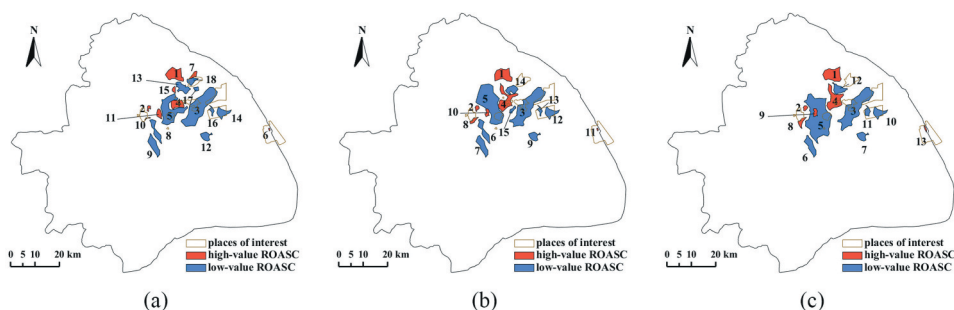 N
1
7
13
18
15
17
2
4
3
11
10
5
16
14
8
9
12
6
places of interest
high-value ROASC
low-value ROASC
0 5 10 20 km
(a)
N
1
14
5
2
4
13
10
3
12
8
6
15
7
9
11
places of interest
high-value ROASC
low-value ROASC
0 5 10 20 km
(b)
N
1
12
2
4
9
3
8
5
11
10
6
7
13
places of interest
high-value ROASC
low-value ROASC
0 5 10 20 km
(c)